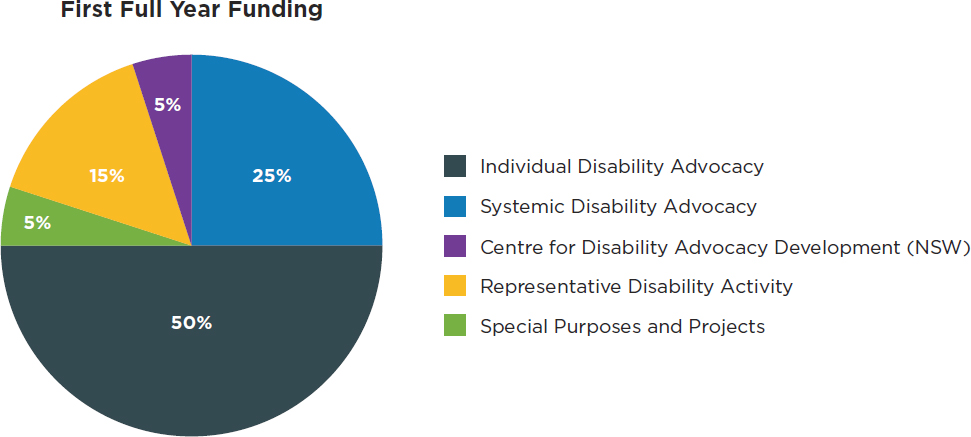 First Full Year Funding
5%
25%
15%
5%
50%
Individual Disability Advocacy
Systemic Disability Advocacy
Centre for Disability Advocacy Development (NSW)
Representative Disability Activity
Special Purposes and Projects